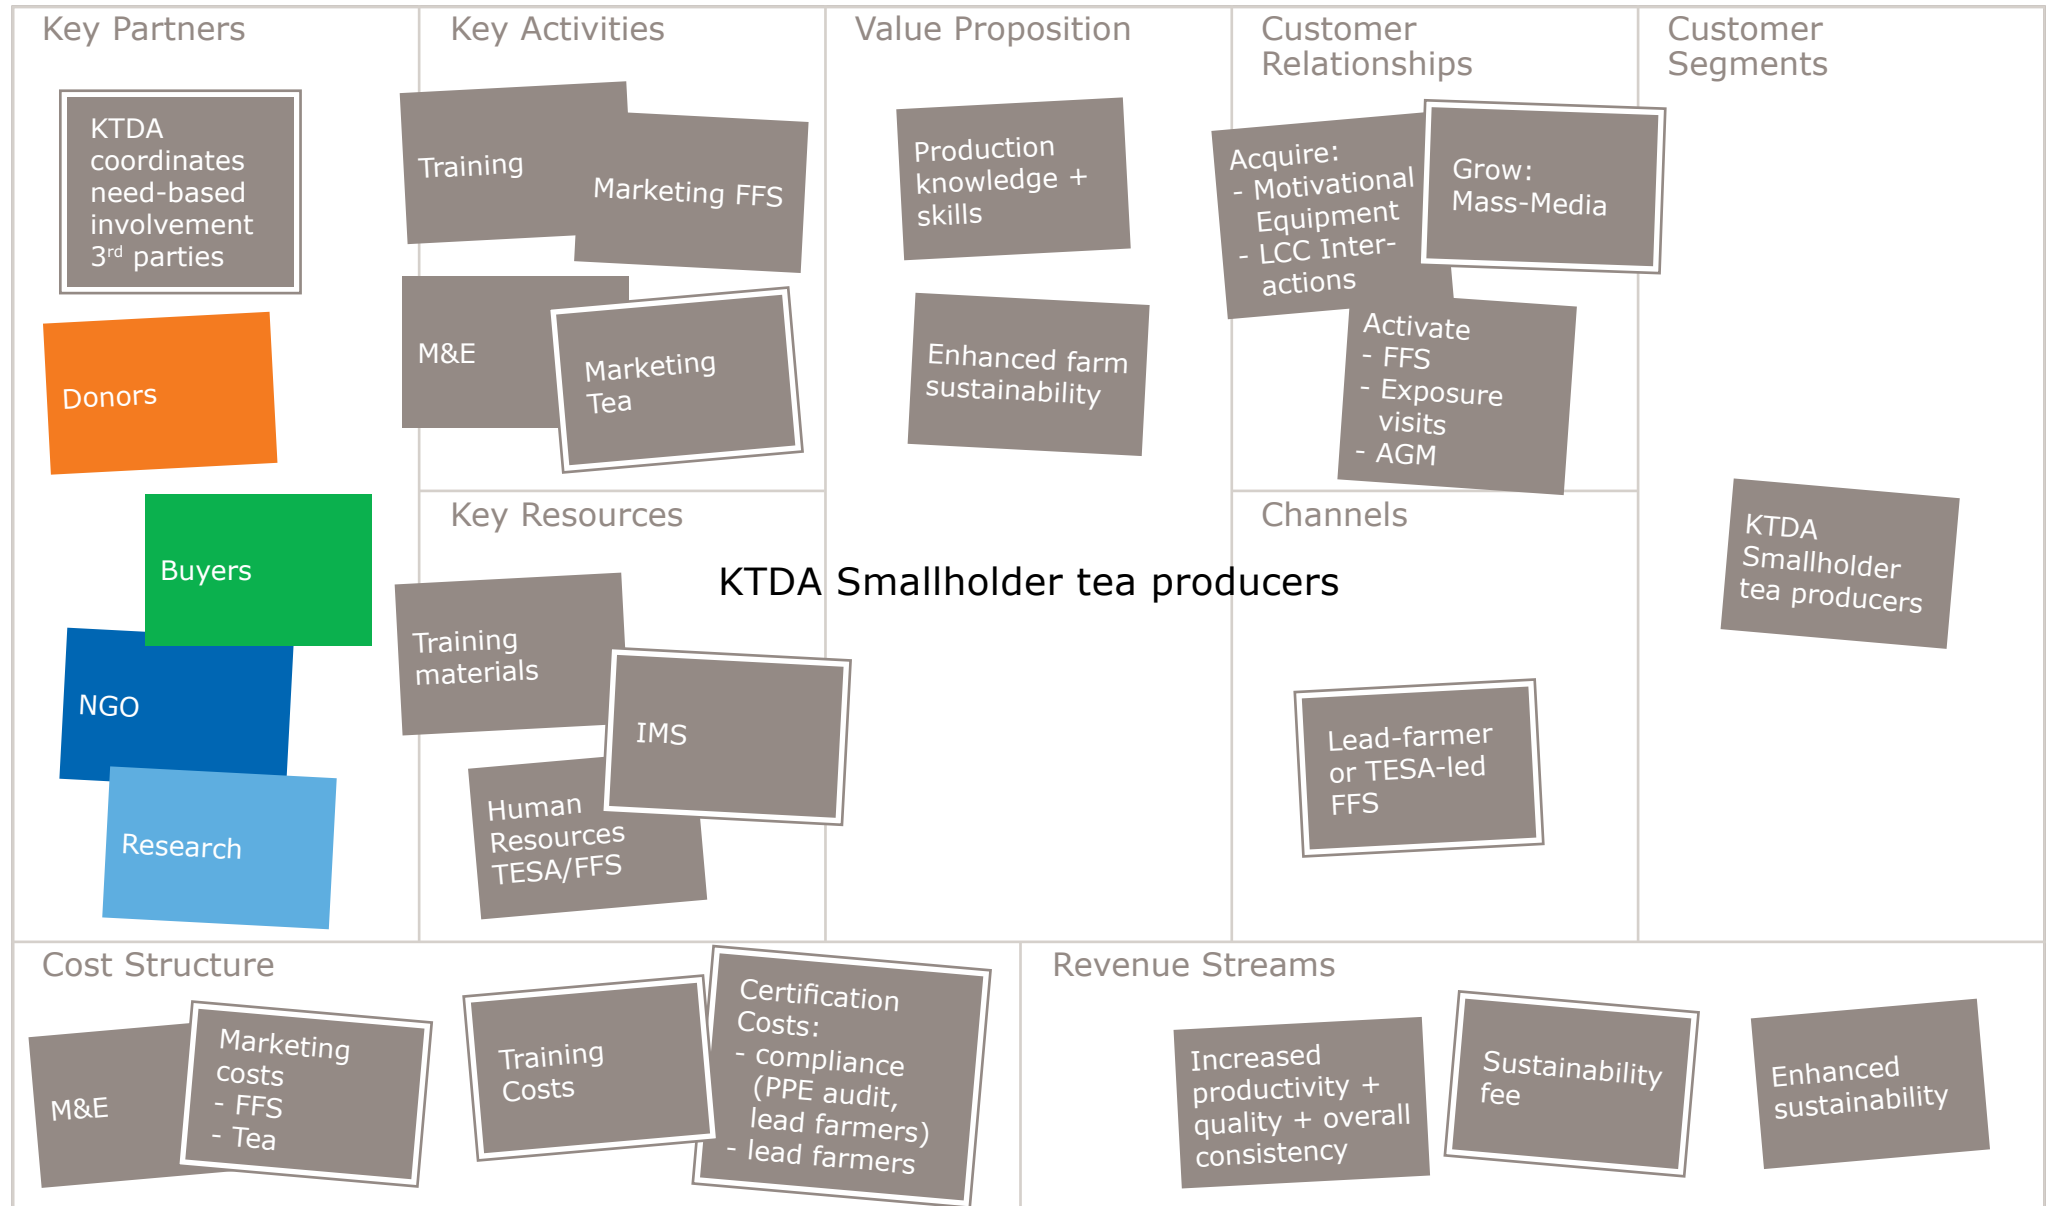 Key Partners
KTDA
coordinates
need-based
involvement
3rd parties
Donors
Buyers
NGO
Research
Key Activities
Training
Marketing FFS
M&E
Marketing
Tea
Key Resources
Training
materials
IMS
Human
Resources
TESA/FFS
Value Proposition
Production
knowledge +
skills
Enhanced farm
sustainability
KTDA Smallholder tea producers
Customer
Relationships
Acquire:
- Motivational
Equipment
- LCC Inter-
actions
Grow:
Mass-Media
Activate
- FFS
- Exposure
visits
- AGM
Channels
Lead-farmer
or TESA-led
FFS
Customer
Segments
KTDA
Smallholder
tea producers
Cost Structure
M&E
Marketing
costs
- FFS
- Tea
Training
Costs
Certification
Costs:
- compliance
(PPE audit,
lead farmers)
- lead farmers
Revenue Streams
Increased
productivity +
quality + overall
consistency
Sustainability
fee
Enhanced
sustainability